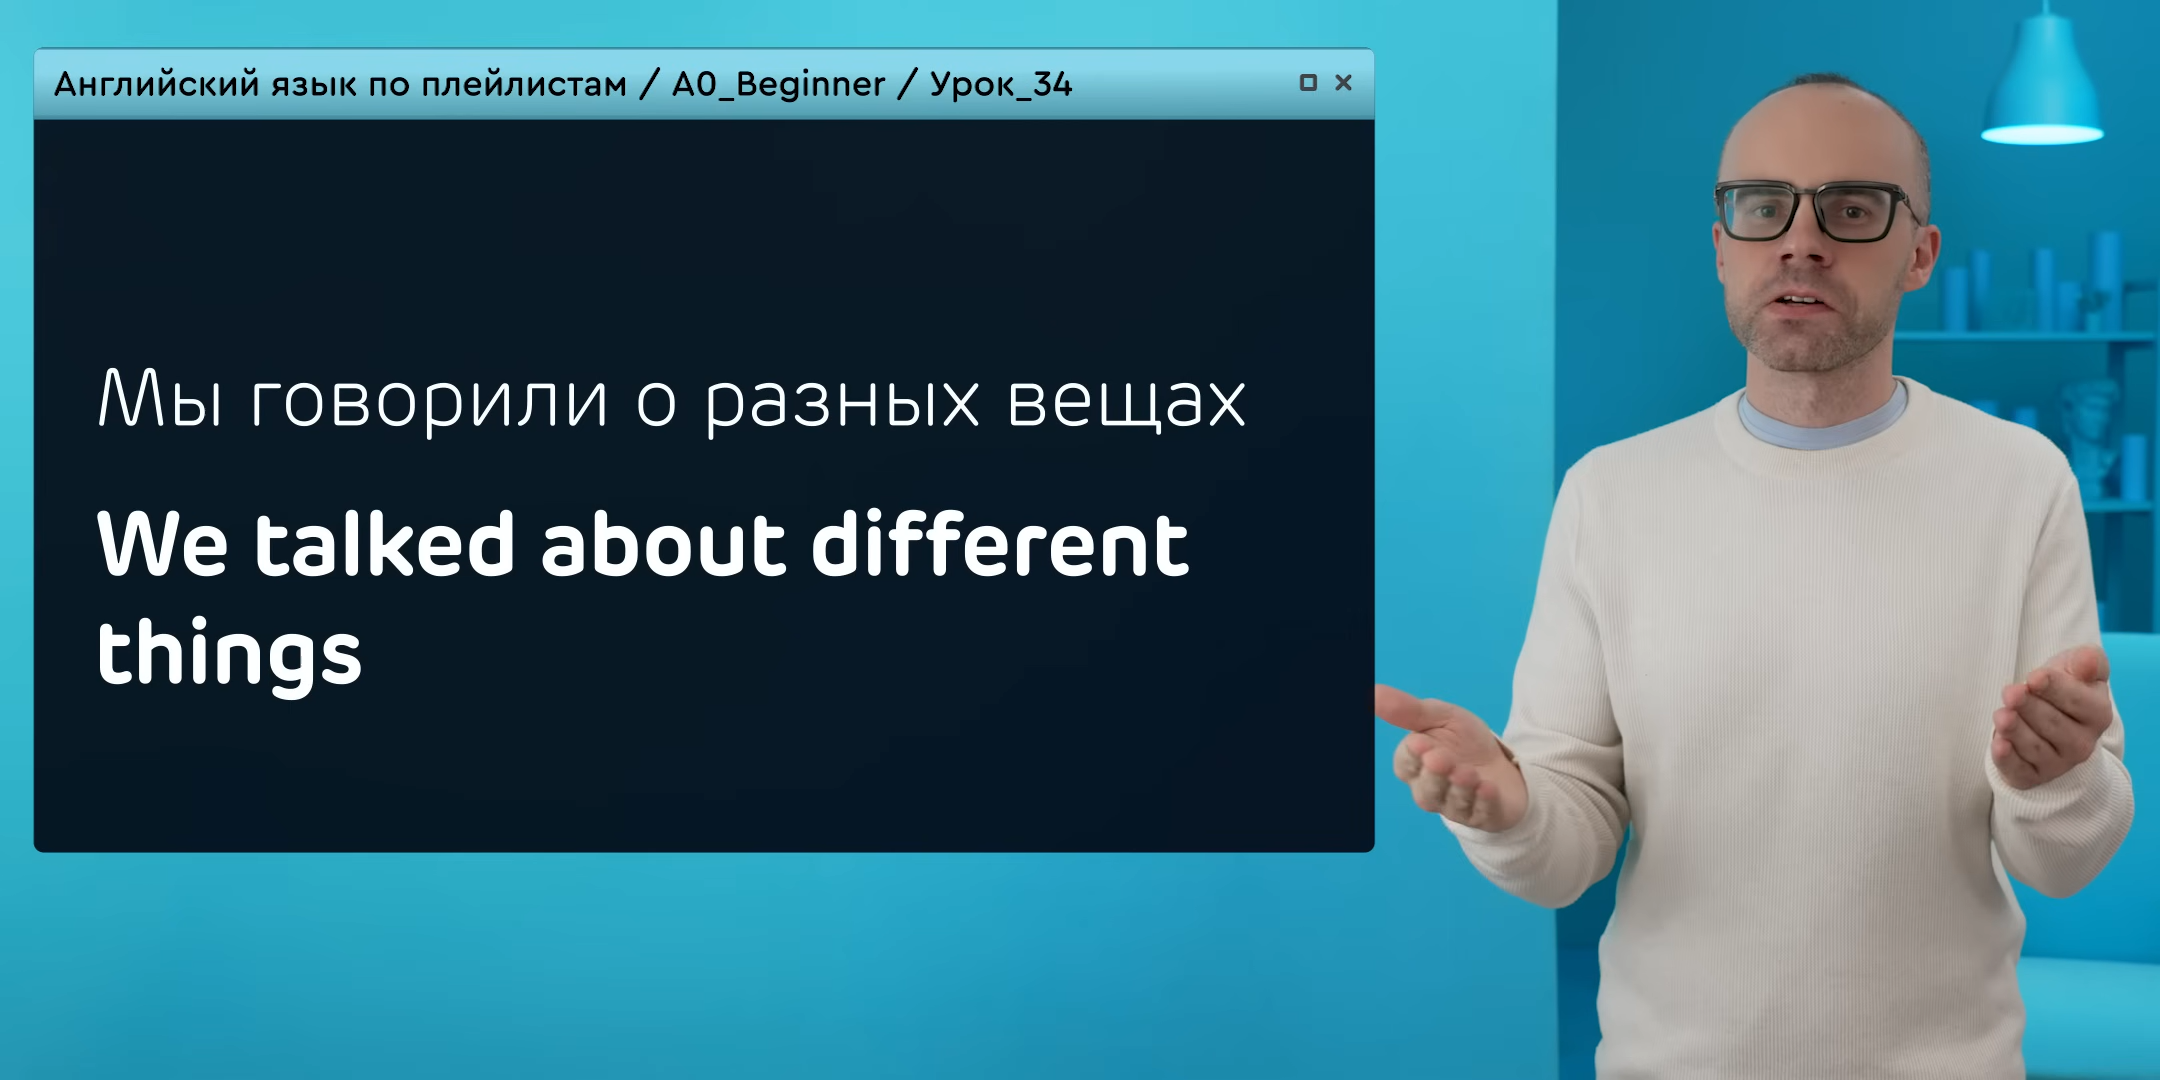 Английский язык по плейлистам / A0_Beginner / Урок_34
Мы говорили о разных вещах
We talked about different
things